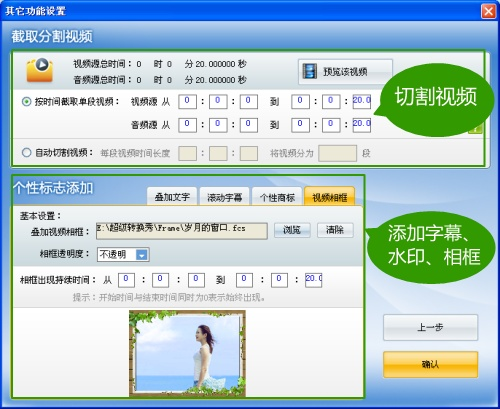 其它功能设置
截取分割视频
视频源总时间：0 时 0 分 20.000000 秒
音频源总时间：0 时 0 分 20.000000 秒
预览该视频
按时间截取单段视频： 视频源 从 0 : 0 : 0 到 0 : 0 : 20.0
音频源 从 0 : 0 : 0 到 0 : 0 : 20.0
自动切割视频： 每段视频时间长度 : : 将视频分为 段
切割视频
个性标志添加
叠加文字 滚动字幕 个性商标 视频相框
基本设置：
叠加视频相框： E:\超级转换秀\Frame\岁月的窗口.fcs 浏览 清除
相框透明度： 不透明
相框出现持续时间： 从 0 : 0 : 0 到 0 : 0 : 20.0
提示：开始时间与结束时间同时为0表示始终出现。
添加字幕、
水印、相框
上一步
确认